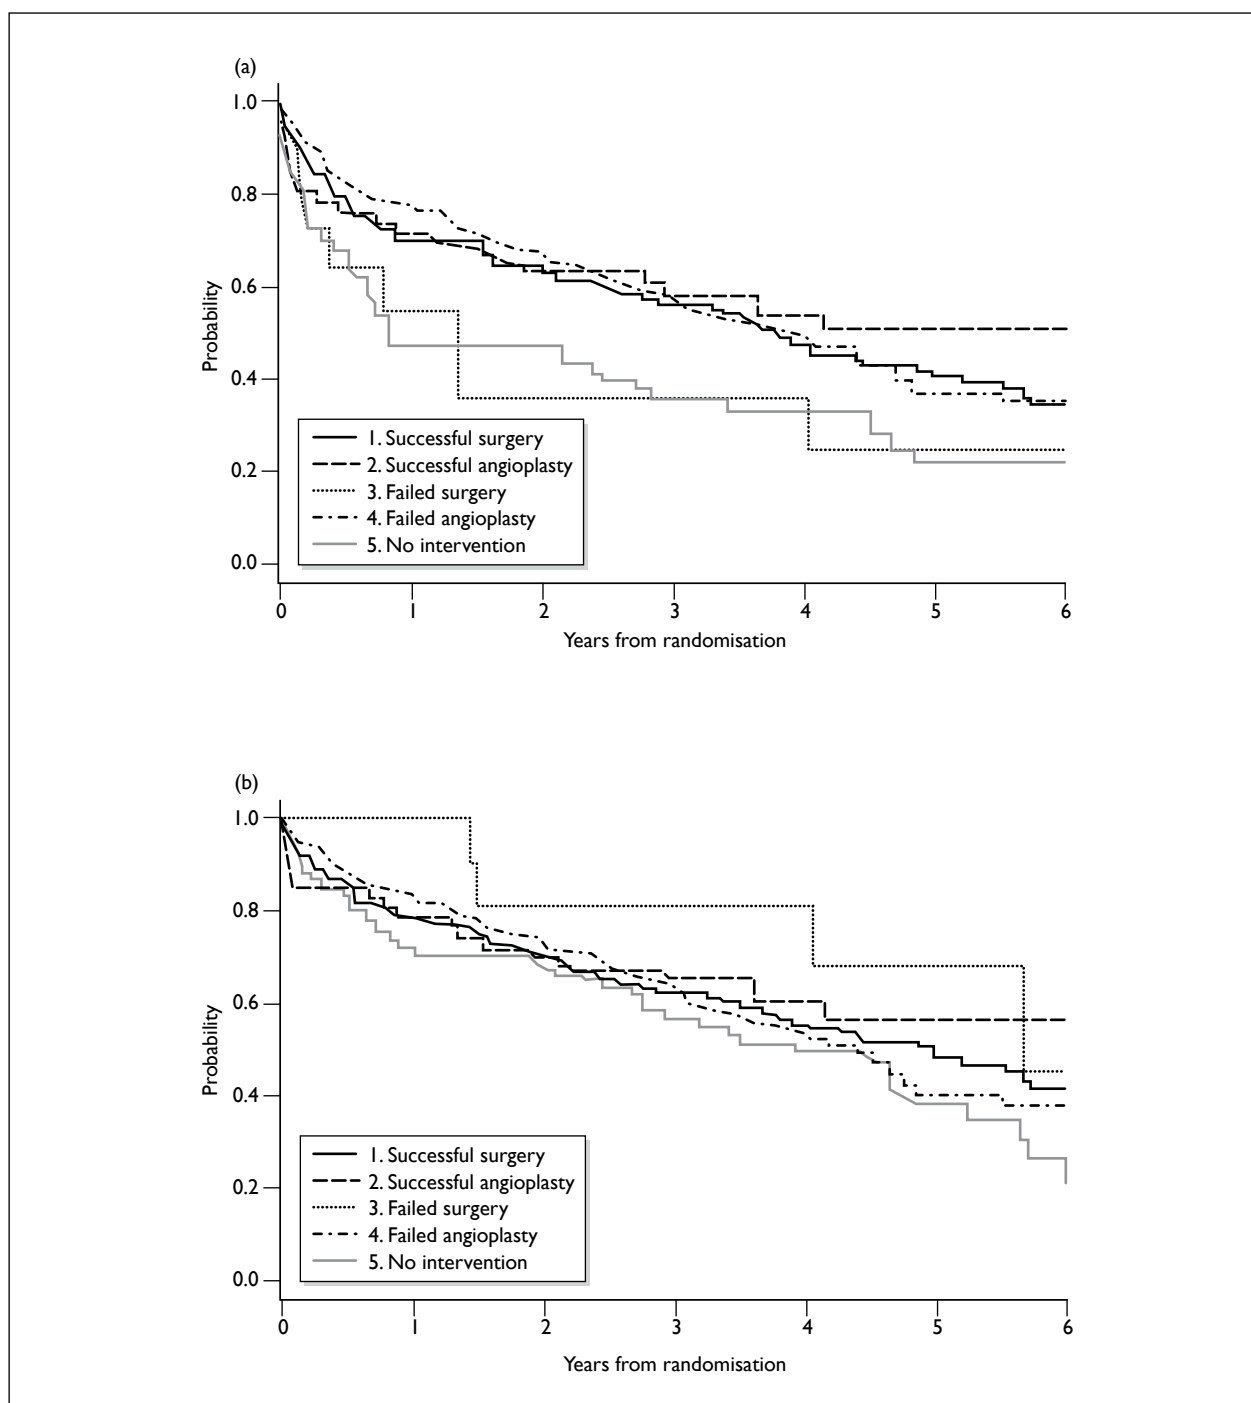 (a)
1.0
0.8
0.6
0.4
0.2
0.0
Probability
1. Successful surgery
2. Successful angioplasty
3. Failed surgery
4. Failed angioplasty
5. No intervention
0 1 2 3 4 5 6
Years from randomisation
(b)
1.0
0.8
0.6
0.4
0.2
0.0
Probability
1. Successful surgery
2. Successful angioplasty
3. Failed surgery
4. Failed angioplasty
5. No intervention
0 1 2 3 4 5 6
Years from randomisation